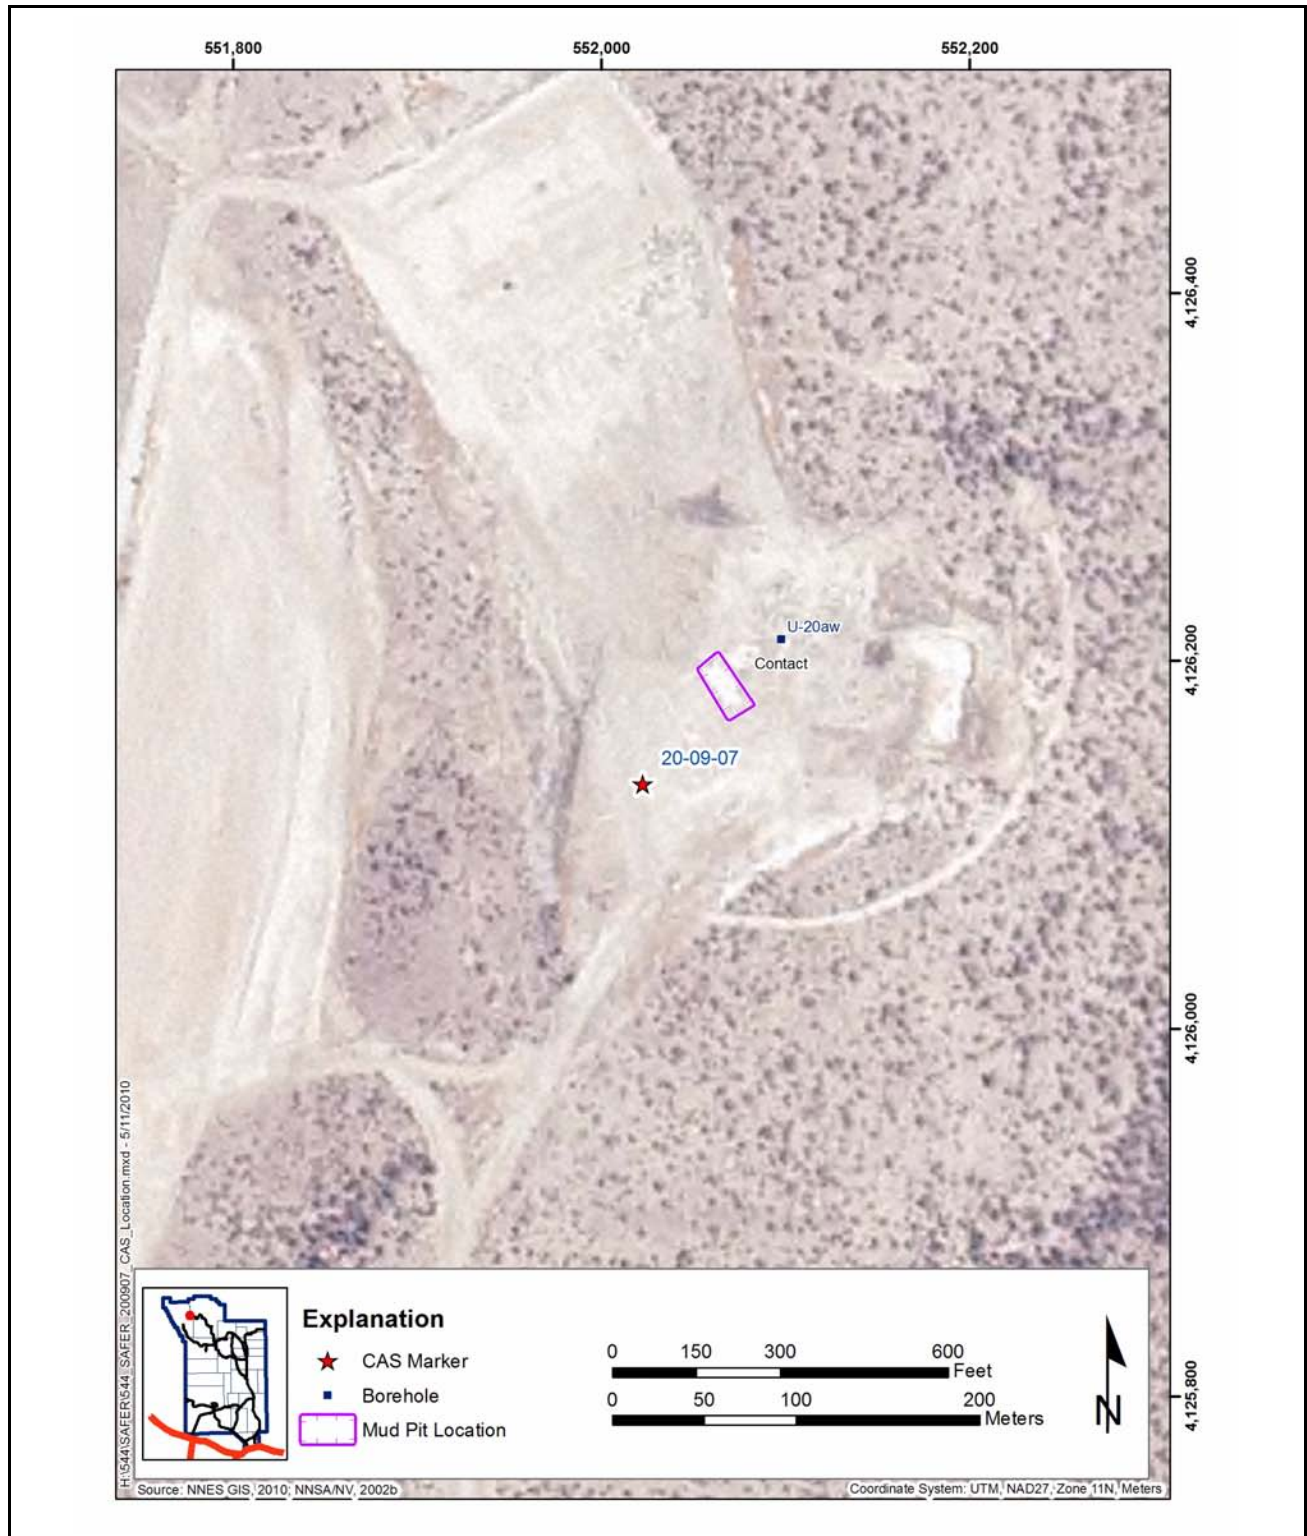 551,800
552,000
552,200
4,126,400
U-20aw
Contact
4,126,200
20-09-07
4,126,000
H:\544\SAFER\544_SAFER_200907_CAS_Location.mxd - 5/11/2010
Explanation
CAS Marker
Borehole
Mud Pit Location
0 150 300 600
Feet
0 50 100 200
Meters
N
4,125,800
Source: NNES GIS, 2010; NNSA/NV, 2002b
Coordinate System: UTM, NAD27, Zone 11N, Meters